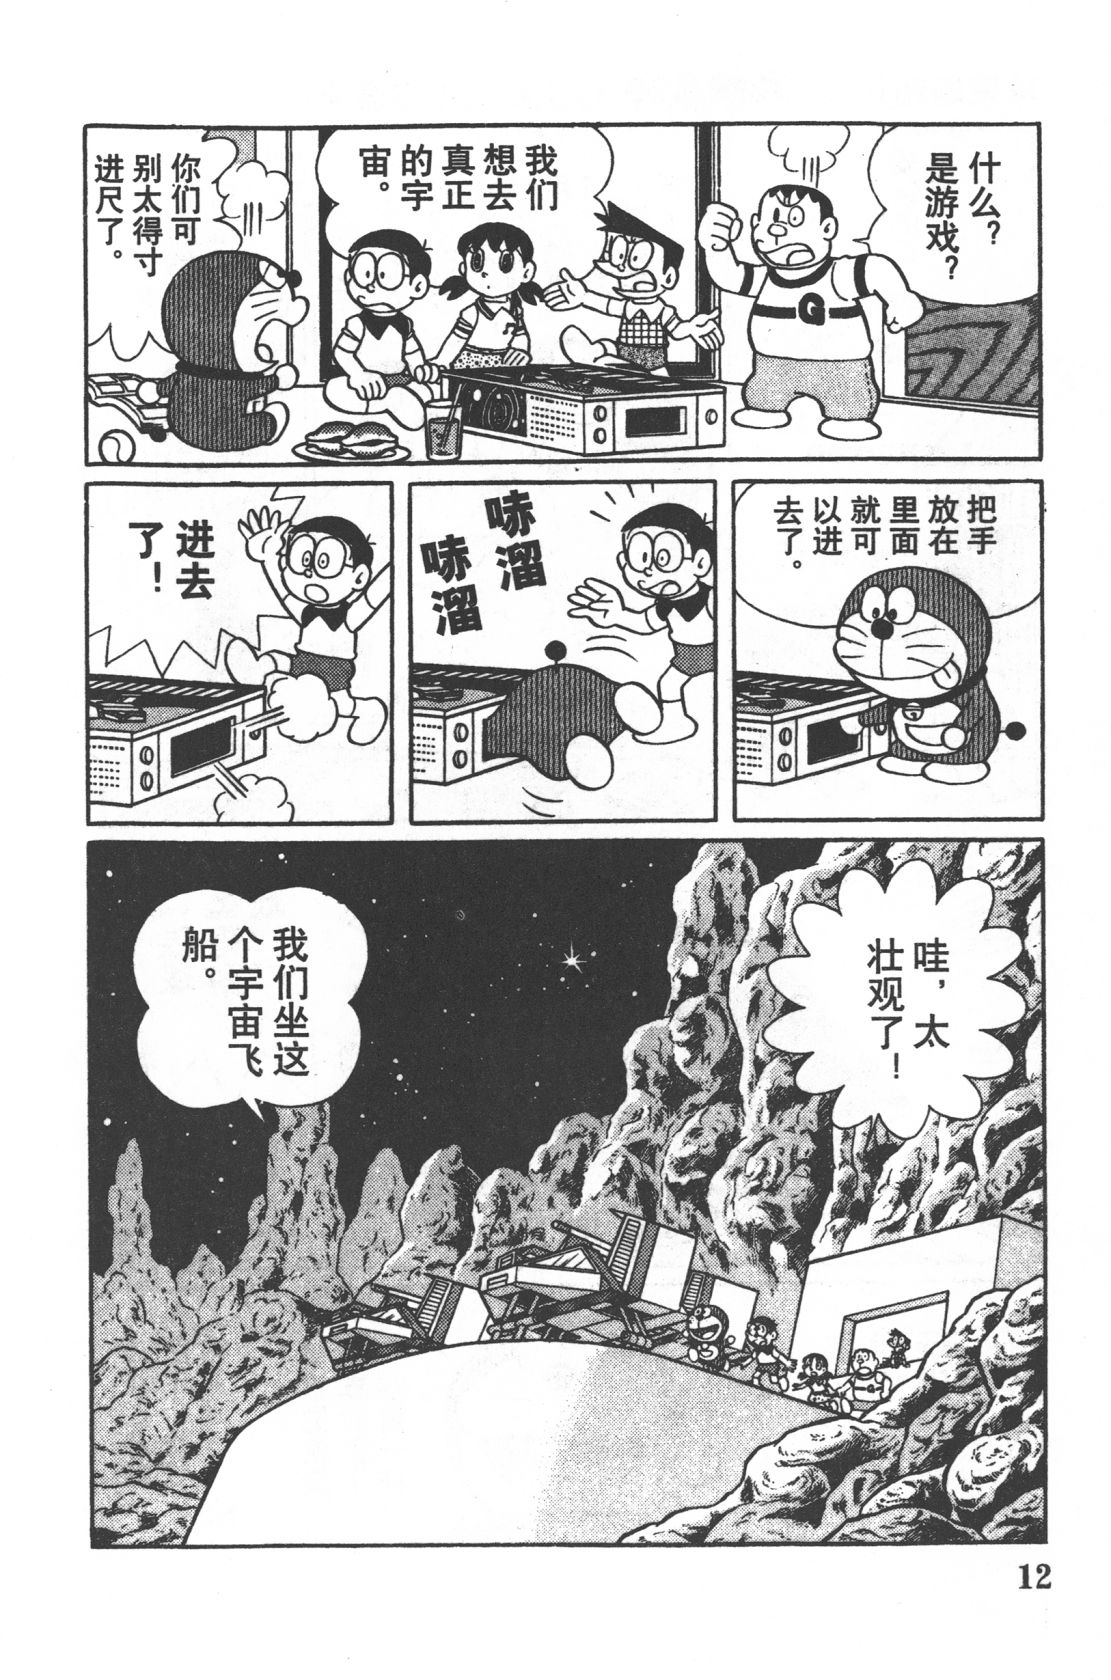 什么?
是游戏?
我们
想去
真正
的宇
宙。
你们可
别太得寸
进尺了。
G
把手
放在
里面
就可
以进
去了。
哧溜
哧溜
进去
了!
哇,太
壮观了!
我们坐这
个宇宙飞
船。
12